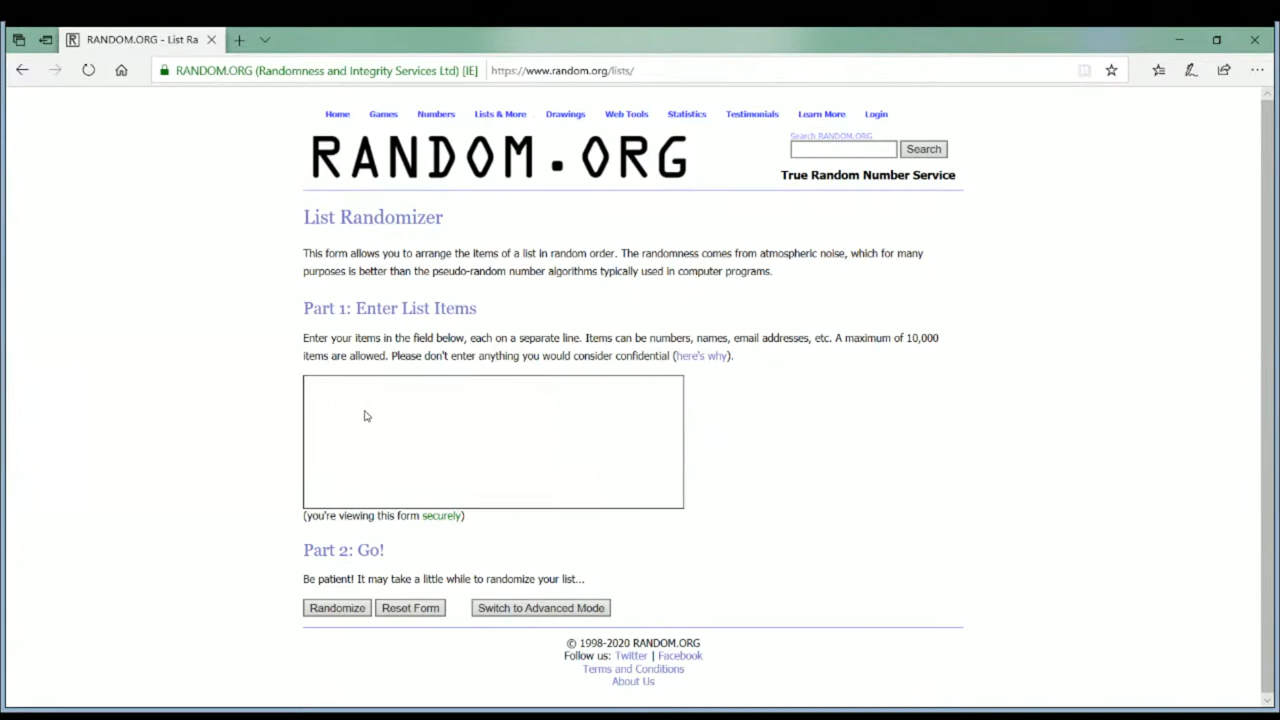 RANDOM.ORG - List Ra
RANDOM.ORG (Randomness and Integrity Services Ltd) [IE] https://www.random.org/lists/
Home Games Numbers Lists & More Drawings Web Tools Statistics Testimonials Learn More Login
Search RANDOM.ORG
RANDOM.ORG
Search
True Random Number Service
List Randomizer
This form allows you to arrange the items of a list in random order. The randomness comes from atmospheric noise, which for many
purposes is better than the pseudo-random number algorithms typically used in computer programs.
Part 1: Enter List Items
Enter your items in the field below, each on a separate line. Items can be numbers, names, email addresses, etc. A maximum of 10,000
items are allowed. Please don't enter anything you would consider confidential (here's why).
(you're viewing this form securely)
Part 2: Go!
Be patient! It may take a little while to randomize your list...
Randomize Reset Form Switch to Advanced Mode
© 1998-2020 RANDOM.ORG
Follow us: Twitter | Facebook
Terms and Conditions
About Us